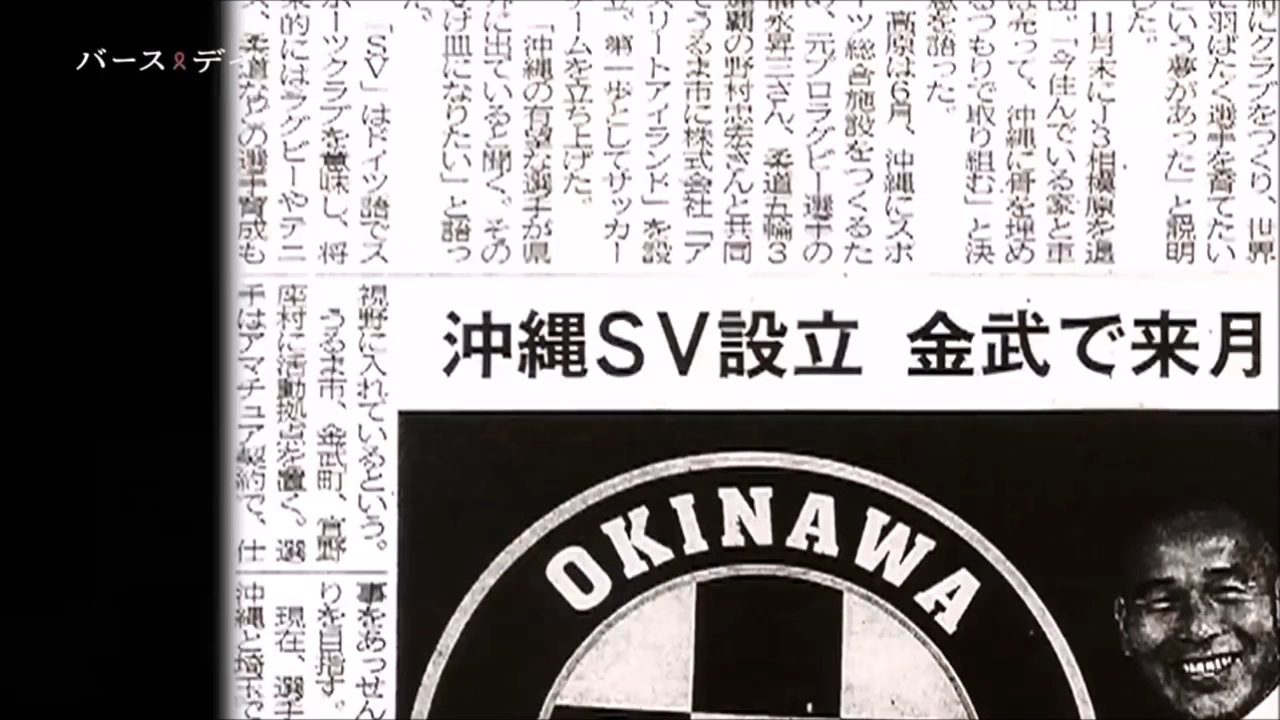 バース デイ
間にクラブをつくり、世界
に羽ばたく選手を育てたい
という夢があった」と説明
した。
11月末にJ3相模原を退
団。「今住んでいる家と車
を売って、沖縄に骨を埋め
るつもりで取り組む」と決
意を語った。
高原は6月、沖縄にスポ
ーツ総合施設をつくるた
め、元プロラグビー選手の
永昇三さん、柔道五輪3
覇の野村忠宏さんと共同
でうるま市に株式会社「ア
スリートアイランド」を設
立。第一歩としてサッカー
チームを立ち上げた。
「沖縄の有望な選手が県
外に出ていると聞く。その
受け皿になりたい」と語っ
た。
「SV」はドイツ語でス
ポーツクラブを意味し、将
来的にはラグビーやテニ
ス、柔道などの選手育成も
沖縄SV設立 金武で来月
視野に入れているという。
うるま市、金武町、宜野
座村に活動拠点を置く。選
手はアマチュア契約で、仕
事をあっせん
りを目指す。
現在、選手
沖縄と埼玉で
OKINAWA